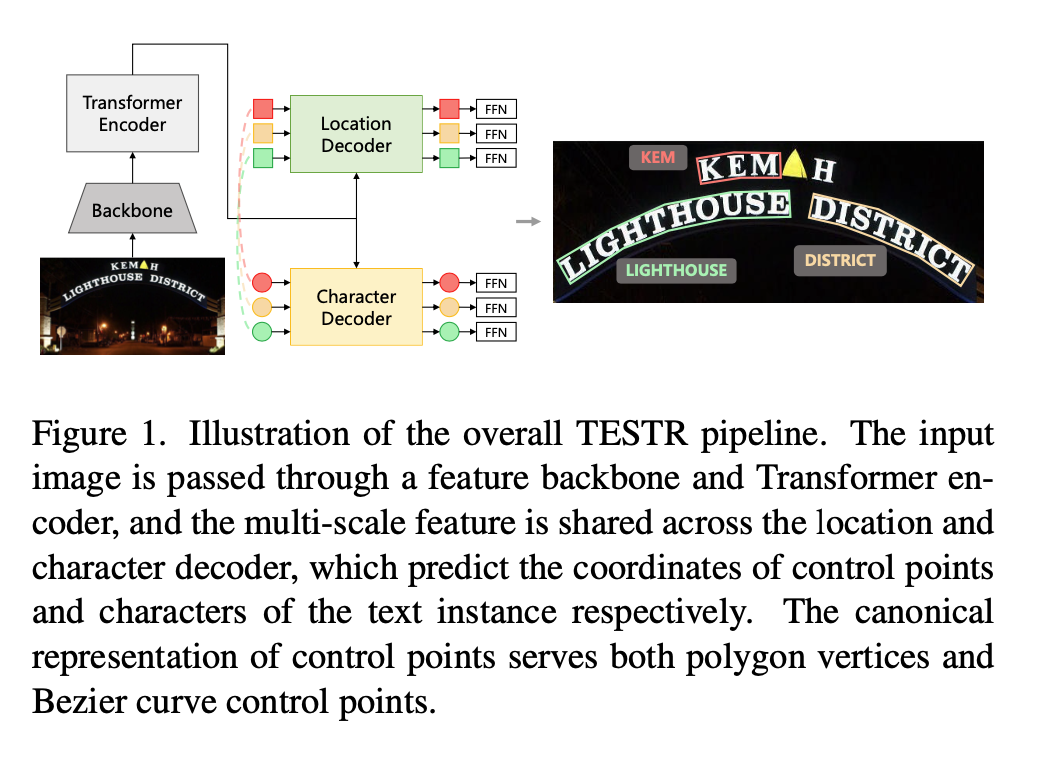 Transformer
Encoder
Backbone
KEMAH
LIGHTHOUSE DISTRICT
Location
Decoder
FFN
FFN
FFN
Character
Decoder
FFN
FFN
FFN
KEM
KEM H
LIGHTHOUSE DISTRICT
LIGHTHOUSE
DISTRICT
Figure 1. Illustration of the overall TESTR pipeline. The input
image is passed through a feature backbone and Transformer en-
coder, and the multi-scale feature is shared across the location and
character decoder, which predict the coordinates of control points
and characters of the text instance respectively. The canonical
representation of control points serves both polygon vertices and
Bezier curve control points.